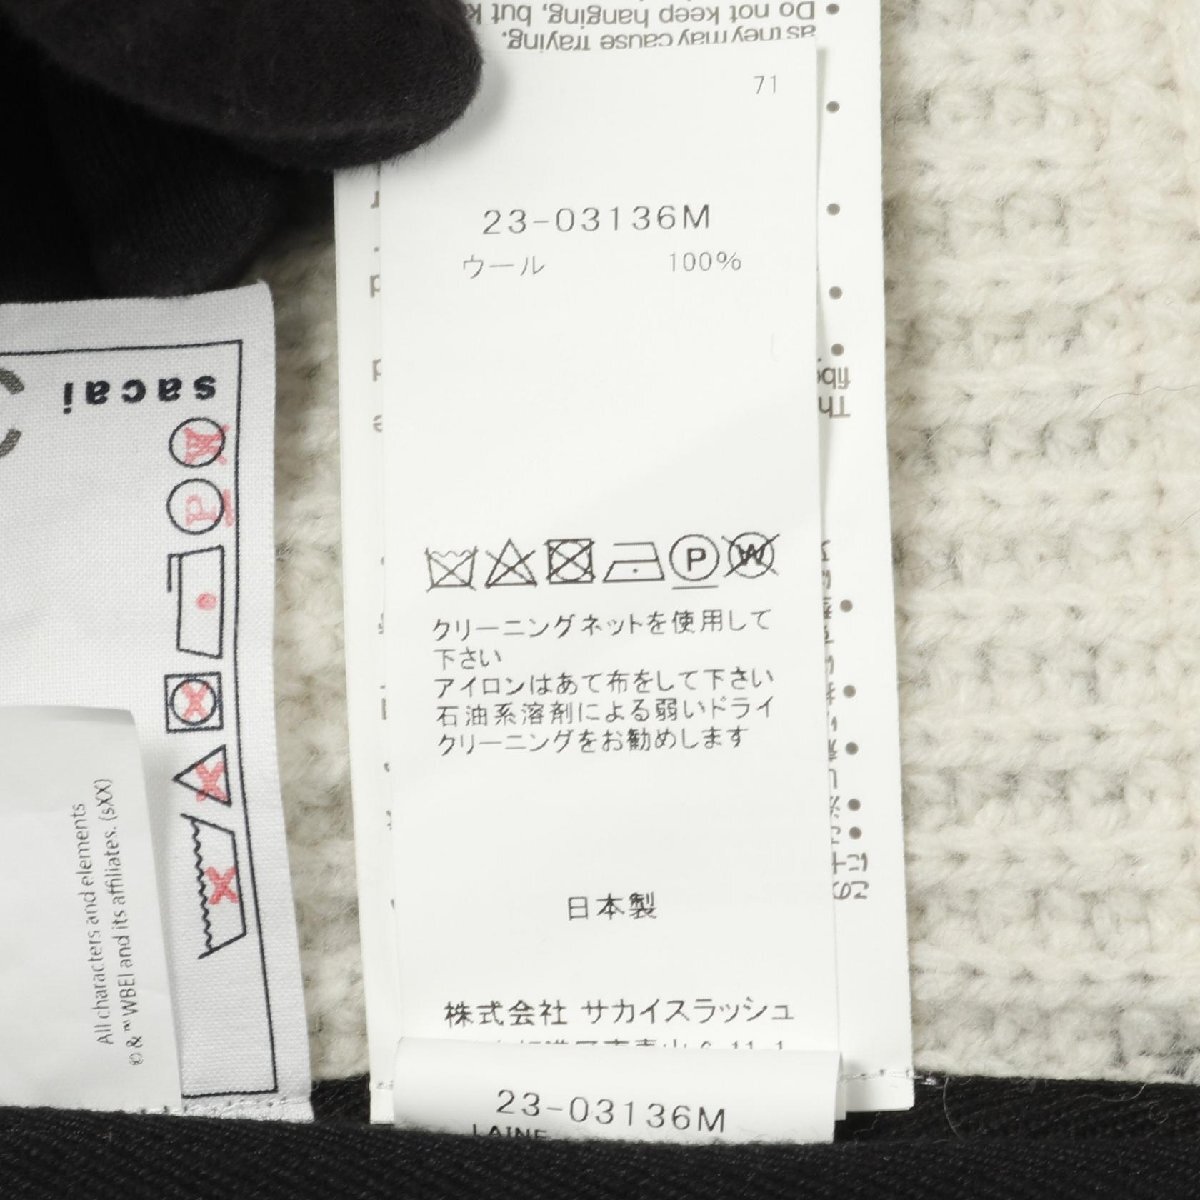 • Do not keep hanging, but
as they may cause fraying.
71
23-03136M
ウール 100%
P W
クリーニングネットを使用して
下さい
アイロンはあて布をして下さい
石油系溶剤による弱いドライ
クリーニングをお勧めします
日本製
株式会社 サカイスラッシュ
23-03136M
LAINE
sacai
All characters and elements
© & ™ WBEI and its affiliates. (sXX)